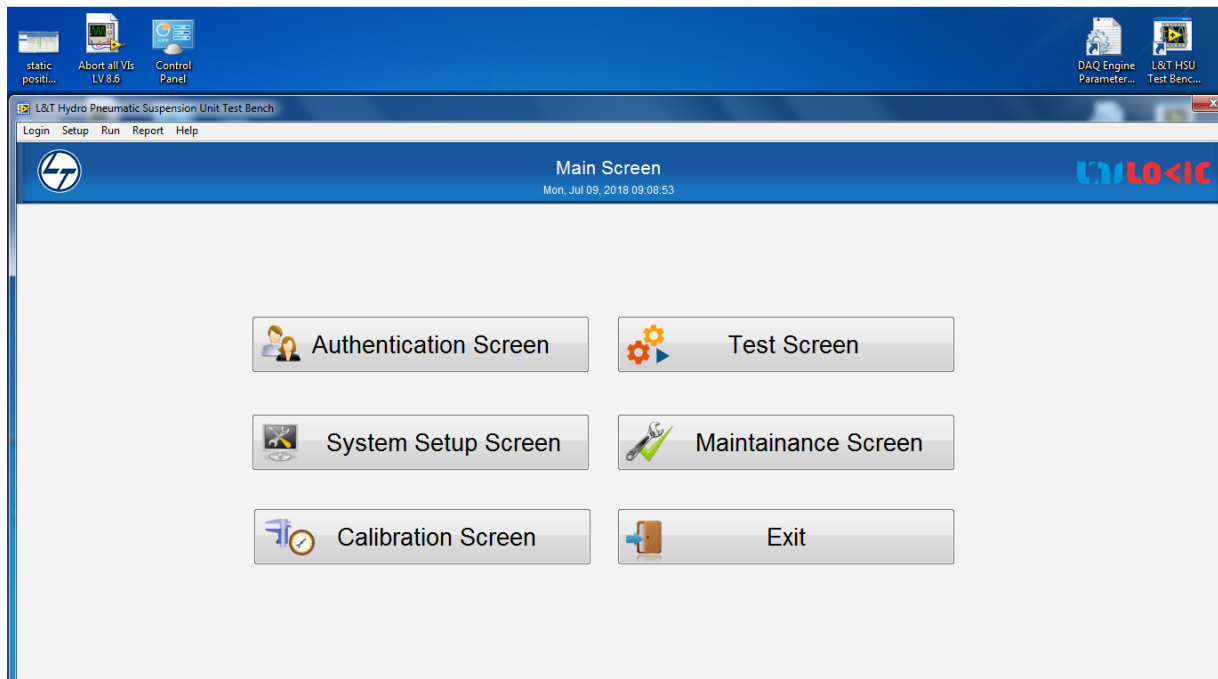 static
positi...
Abort all VIs
LV 8.6
Control
Panel
DAQ Engine
Parameter...
L&T HSU
Test Benc...
L&T Hydro Pneumatic Suspension Unit Test Bench
Login Setup Run Report Help
Main Screen
Mon, Jul 09, 2018 09:08:53
Authentication Screen
Test Screen
System Setup Screen
Maintainance Screen
Calibration Screen
Exit